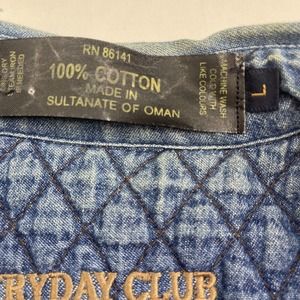 RN 86141
100% COTTON
MADE IN
SULTANATE OF OMAN
MACHINE WASH
COLD WITH
LIKE COLOURS
L
RYDAY CLUB